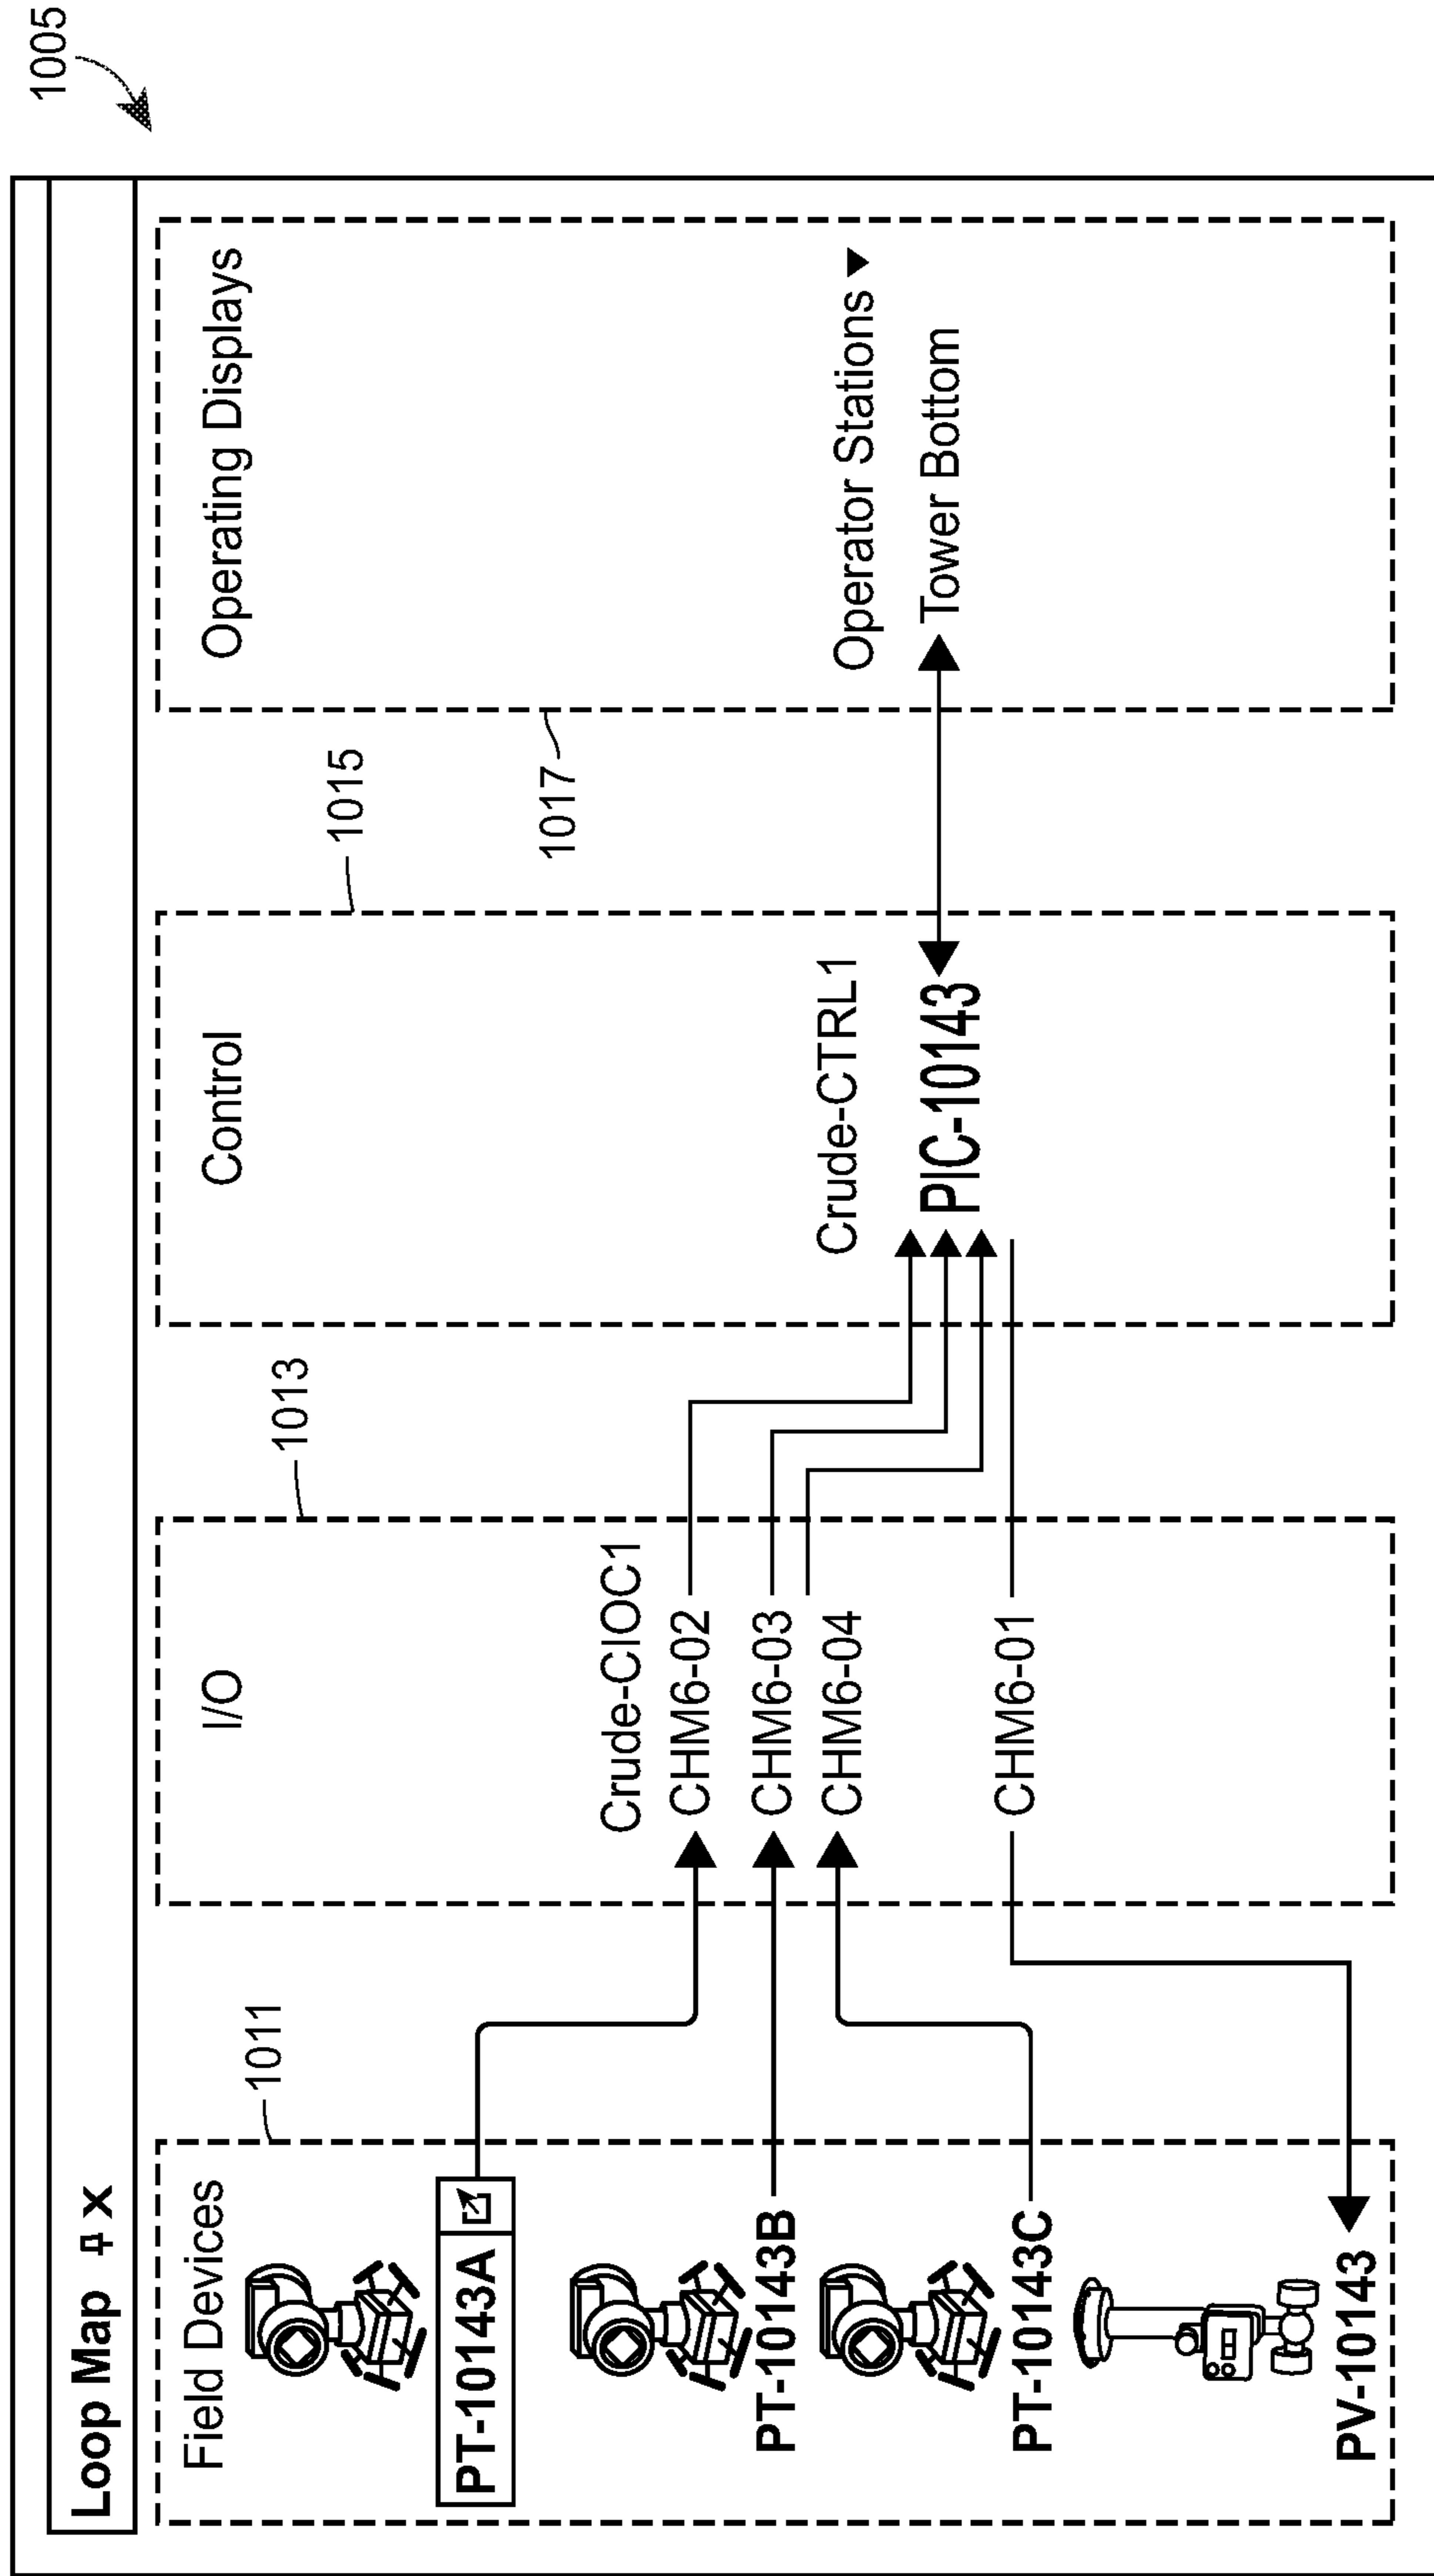 1005
Loop Map x
Field Devices
1011
PT-10143A
PT-10143B
PT-10143C
PV-10143
I/O
1013
Crude-CIOC1
CHM6-02
CHM6-03
CHM6-04
CHM6-01
Control
1015
Crude-CTRL1
PIC-10143
Operating Displays
1017
Operator Stations
Tower Bottom